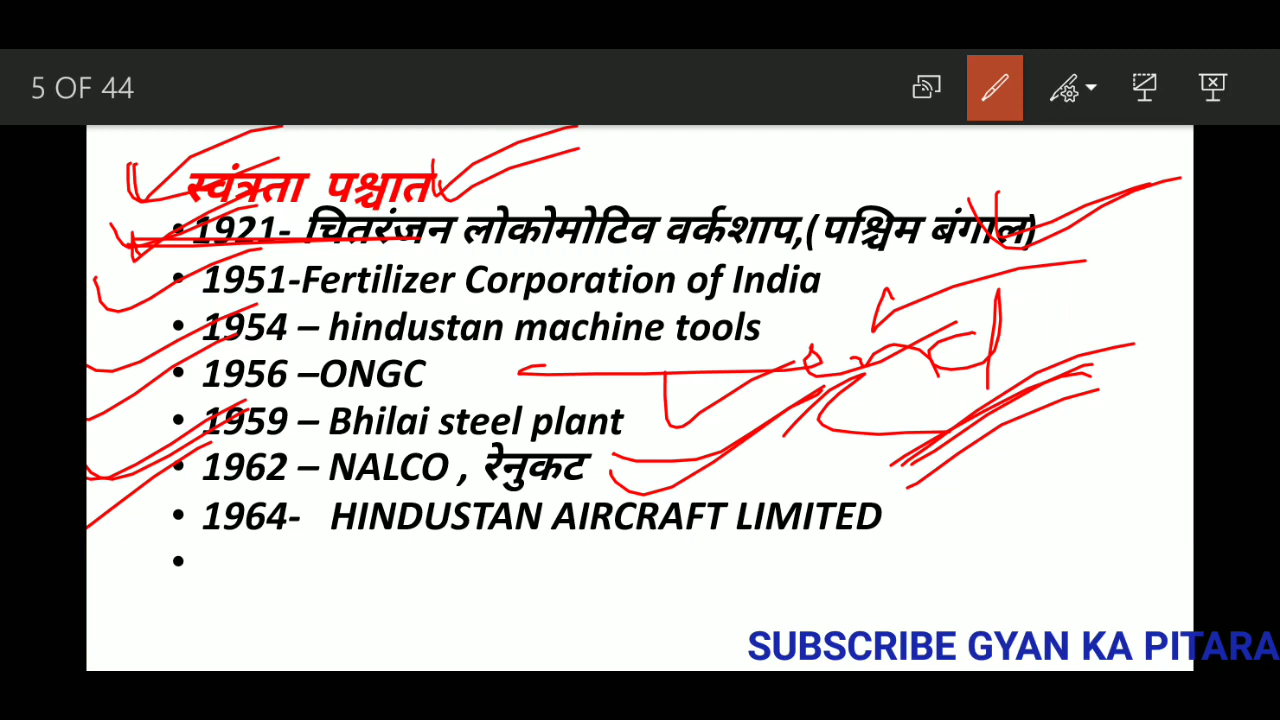 5 OF 44
स्वंत्रता पश्चात
• 1921- चितरंजन लोकोमोटिव वर्कशाप,(पश्चिम बंगाल)
• 1951-Fertilizer Corporation of India
• 1954 – hindustan machine tools
• 1956 –ONGC
• 1959 – Bhilai steel plant
• 1962 – NALCO , रेनुकट
• 1964- HINDUSTAN AIRCRAFT LIMITED
•
SUBSCRIBE GYAN KA PITARA